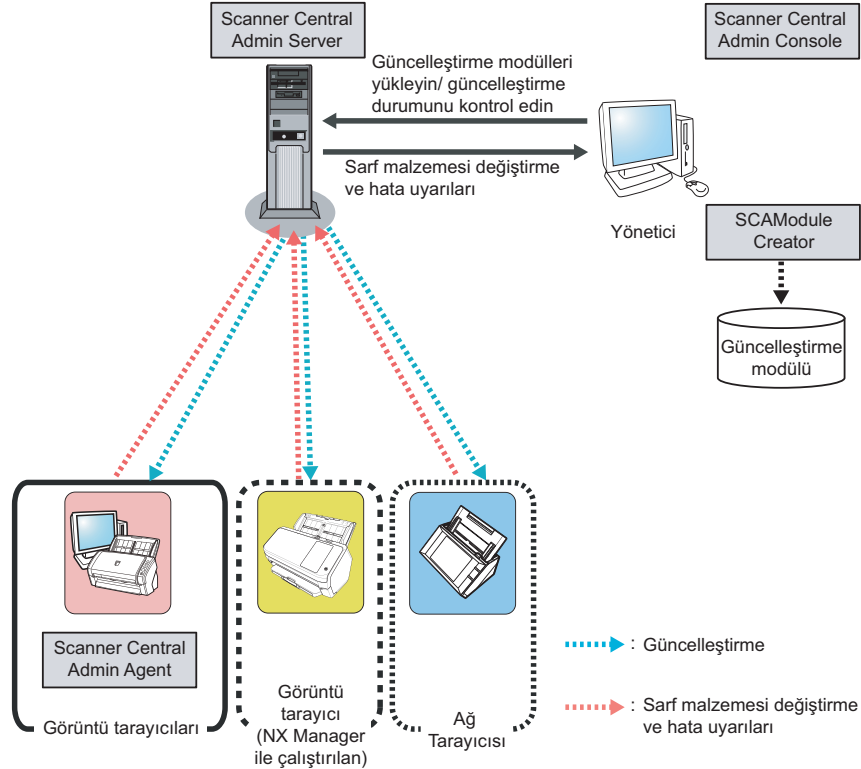 Scanner Central
Admin Server
Scanner Central
Admin Console
Güncelleştirme modülleri
yükleyin/ güncelleştirme
durumunu kontrol edin
Sarf malzemesi değiştirme
ve hata uyarıları
Yönetici
SCAModule
Creator
Güncelleştirme
modülü
Scanner Central
Admin Agent
Görüntü tarayıcıları
Görüntü
tarayıcı
(NX Manager
ile çalıştırılan)
Ağ
Tarayıcısı
: Güncelleştirme
: Sarf malzemesi değiştirme
ve hata uyarıları